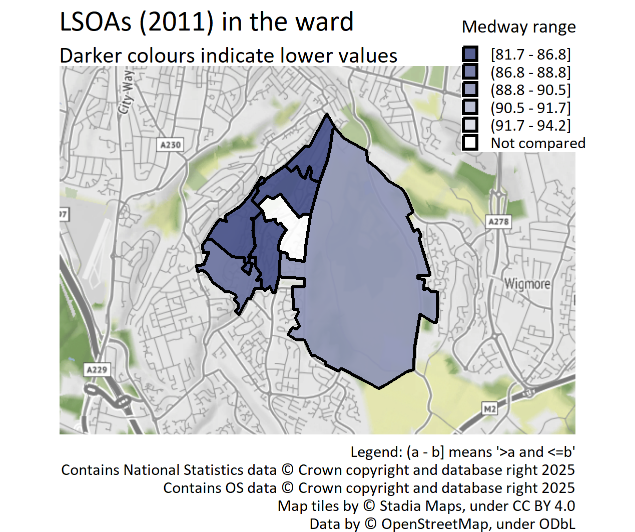 LSOAs (2011) in the ward
Darker colours indicate lower values
Medway range
[81.7 - 86.8]
(86.8 - 88.8]
(88.8 - 90.5]
(90.5 - 91.7]
(91.7 - 94.2]
Not compared
City Way
A230
A278
Wigmore
A229
M2
Legend: (a - b] means '>a and <=b'
Contains National Statistics data © Crown copyright and database right 2025
Contains OS data © Crown copyright and database right 2025
Map tiles by © Stadia Maps, under CC BY 4.0
Data by © OpenStreetMap, under ODbL